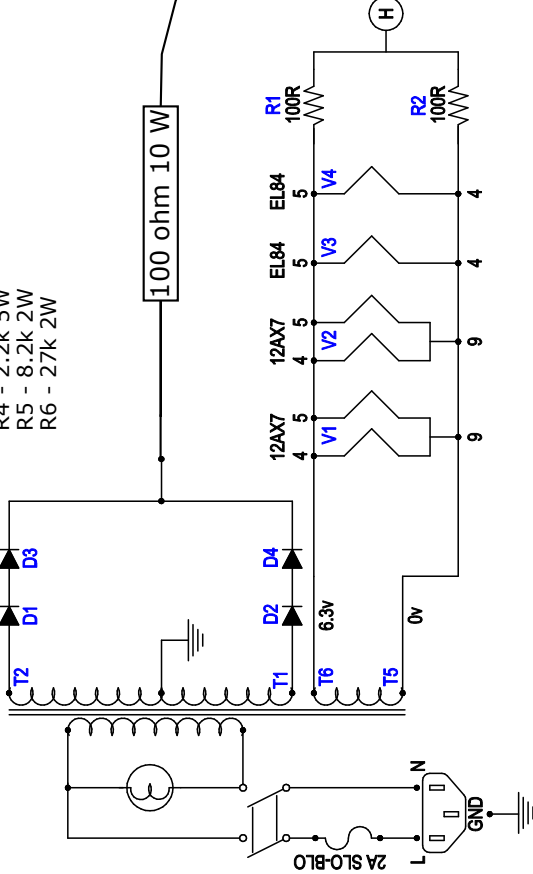 R4 - 2.2k 5W
R5 - 8.2k 2W
R6 - 27k 2W
100 ohm 10 W
D3
D1
D4
D2
T2
T1
T6
T5
6.3v
0v
12AX7
4 5
V1
9
12AX7
4 5
V2
9
EL84
5
V3
4
EL84
5
V4
4
R1
100R
R2
100R
H
2A SLO-BLO
L
N
GND